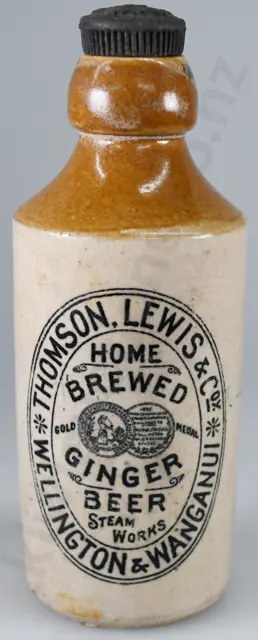 THOMSON, LEWIS & Co.
HOME
BREWED
GOLD MEDAL
GINGER
BEER
STEAM
WORKS
WELLINGTON & WANGANUI